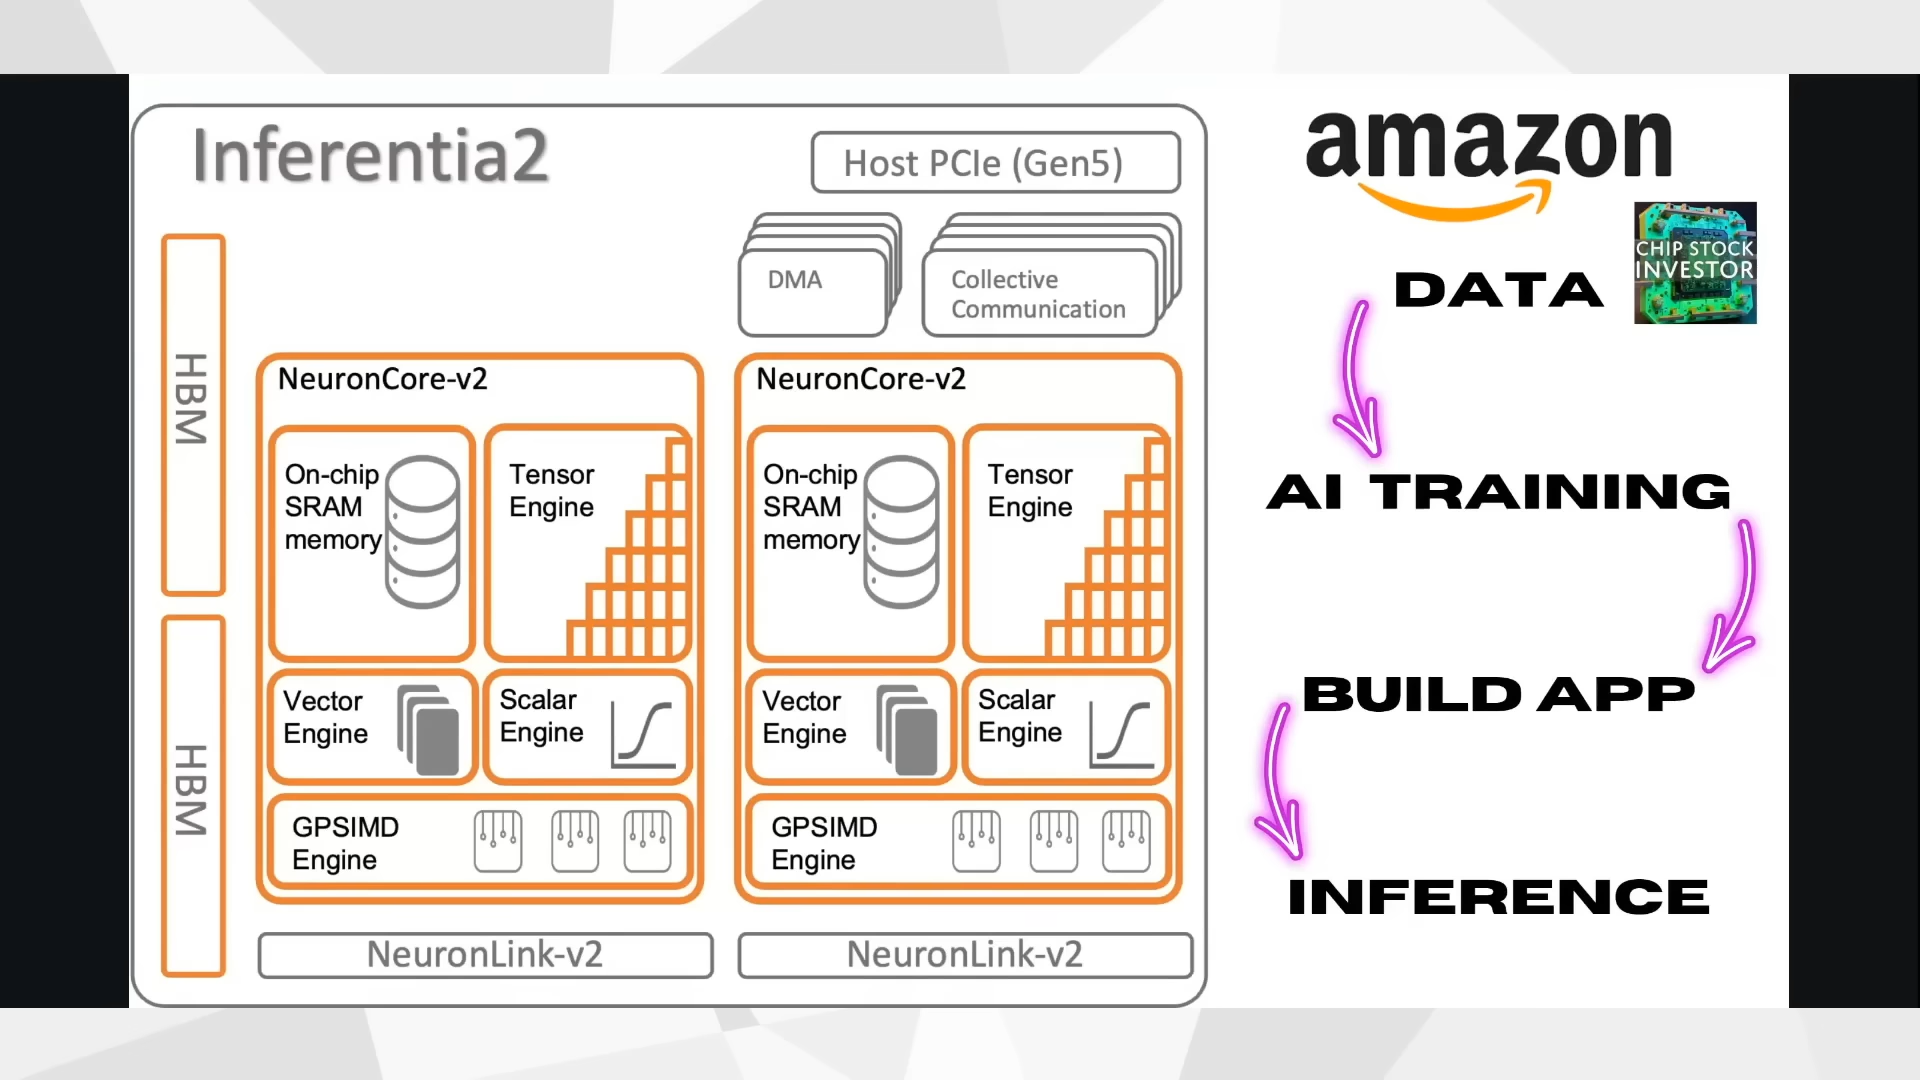 Inferentia2
Host PCIe (Gen5)
DMA
Collective
Communication
HBM
HBM
NeuronCore-v2
On-chip
SRAM
memory
Tensor
Engine
Vector
Engine
Scalar
Engine
GPSIMD
Engine
NeuronCore-v2
On-chip
SRAM
memory
Tensor
Engine
Vector
Engine
Scalar
Engine
GPSIMD
Engine
NeuronLink-v2
NeuronLink-v2
amazon
CHIP STOCK
INVESTOR
DATA
AI TRAINING
BUILD APP
INFERENCE